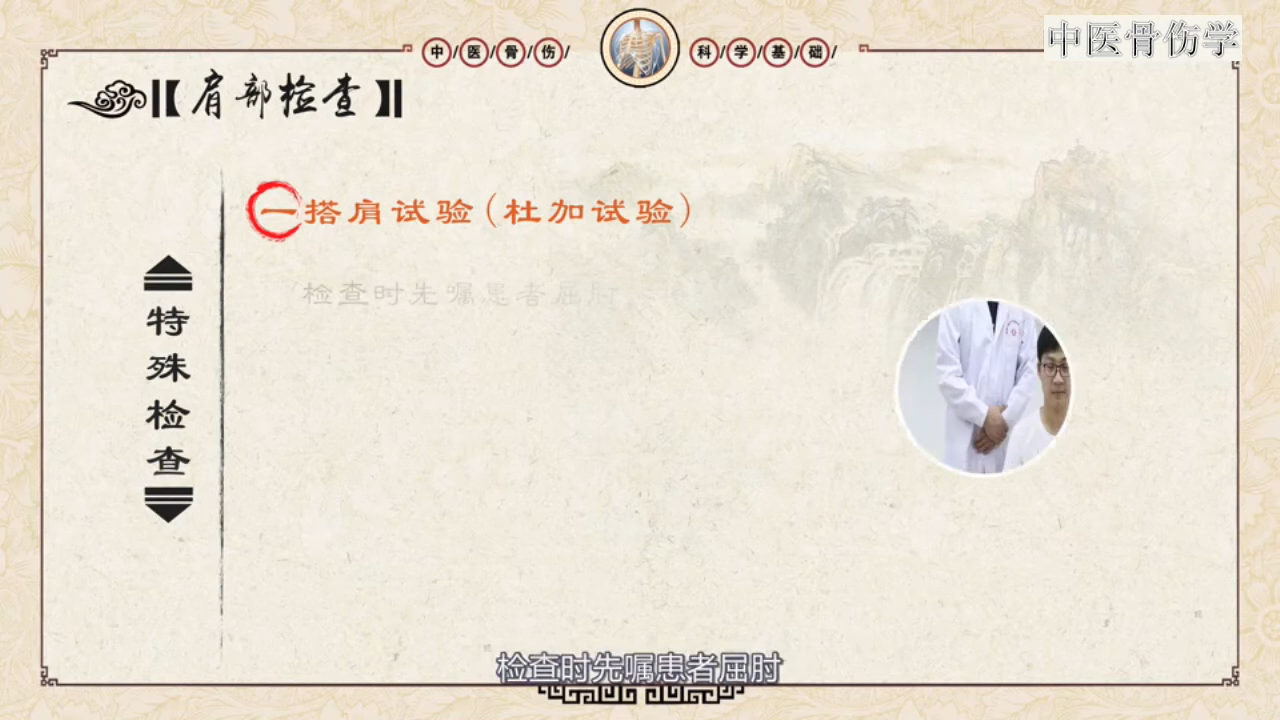 中/医/骨/伤/ 科/学/基/础/
中医骨伤学
【肩部检查】
一 搭肩试验(杜加试验)
检查时先嘱患者屈肘
特殊检查
检查时先嘱患者屈肘